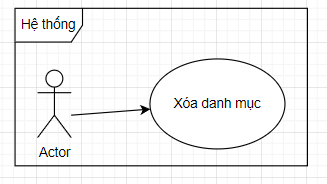 Hệ thống
Xóa danh mục
Actor